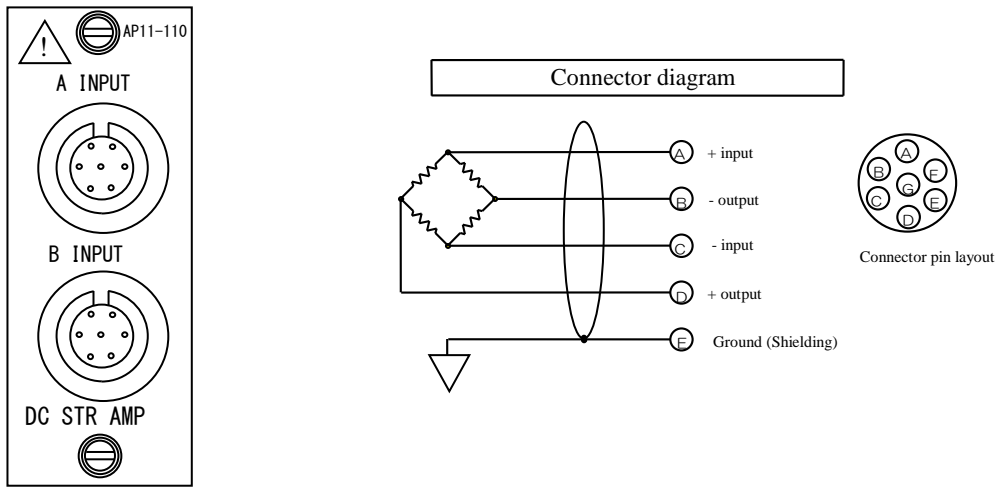 !
AP11-110
A INPUT
B INPUT
DC STR AMP
Connector diagram
A + input
B - output
C - input
D + output
E Ground (Shielding)
A
B F
G
C E
D
Connector pin layout